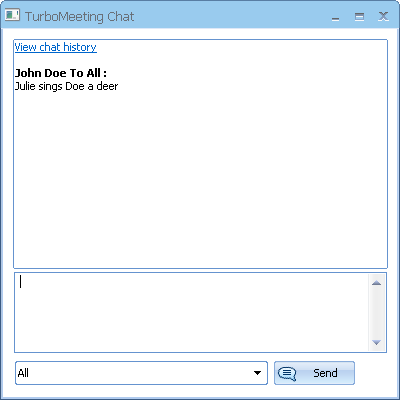 TurboMeeting Chat
View chat history
John Doe To All :
Julie sings Doe a deer
All
Send